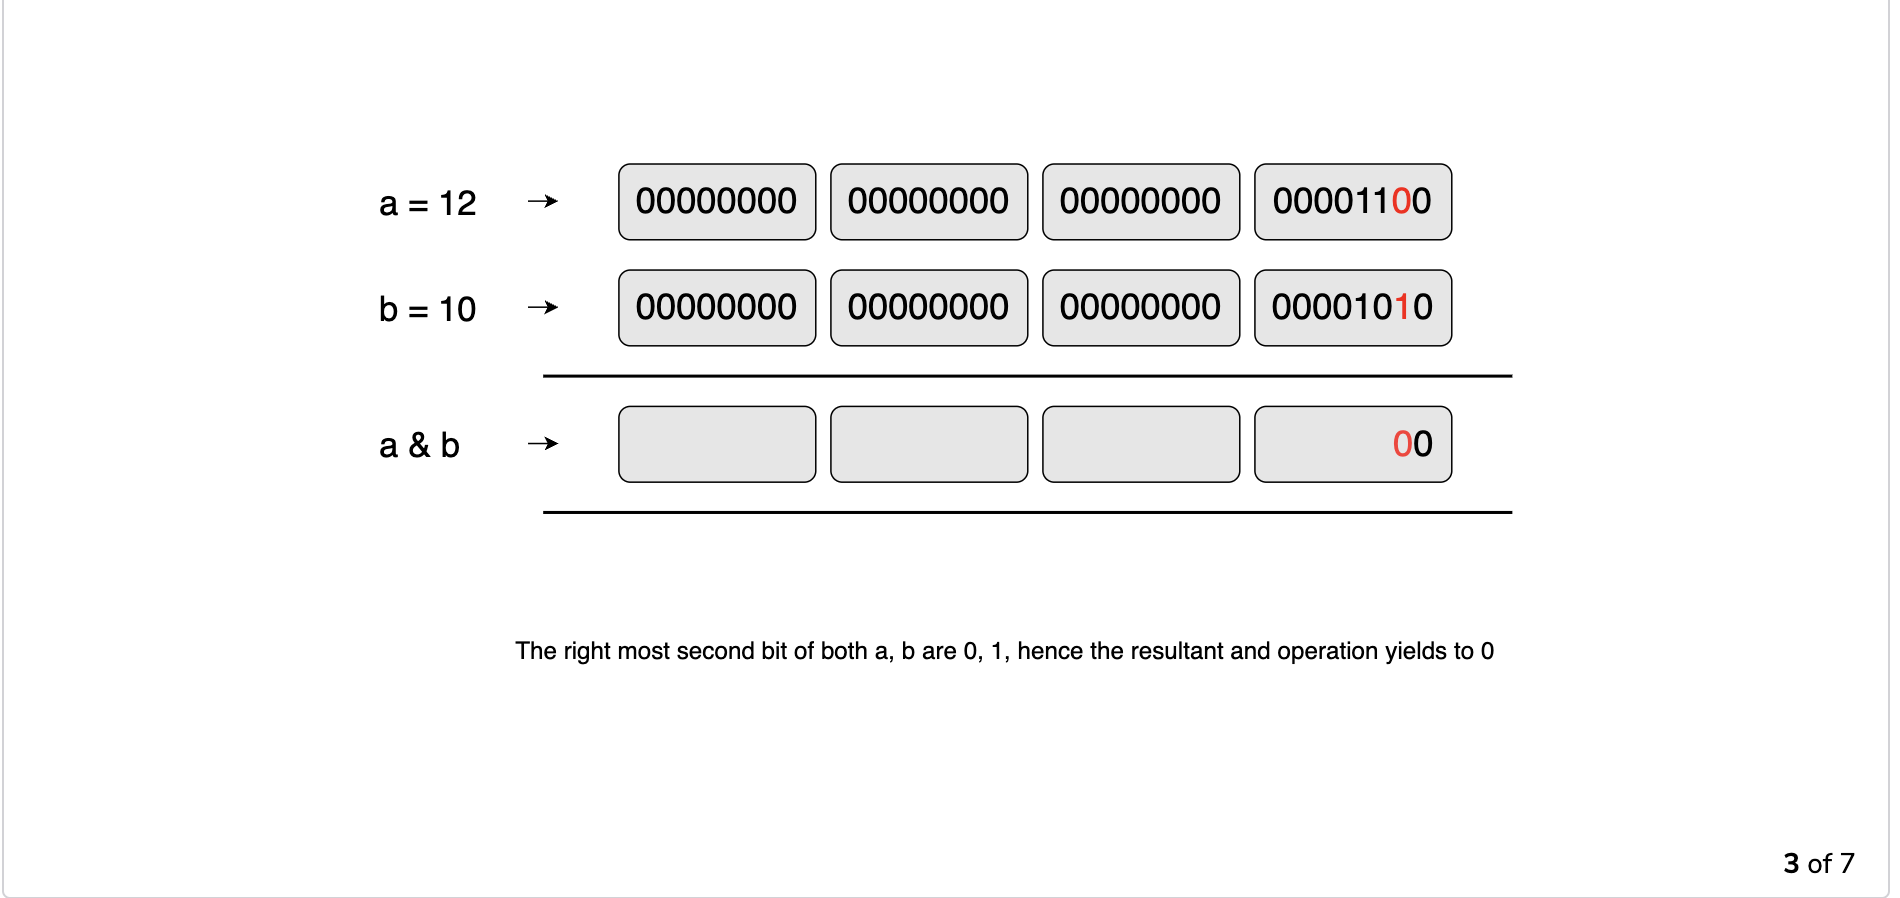 a = 12 → 00000000 00000000 00000000 00001100
b = 10 → 00000000 00000000 00000000 00001010
a & b → 00
The right most second bit of both a, b are 0, 1, hence the resultant and operation yields to 0
3 of 7